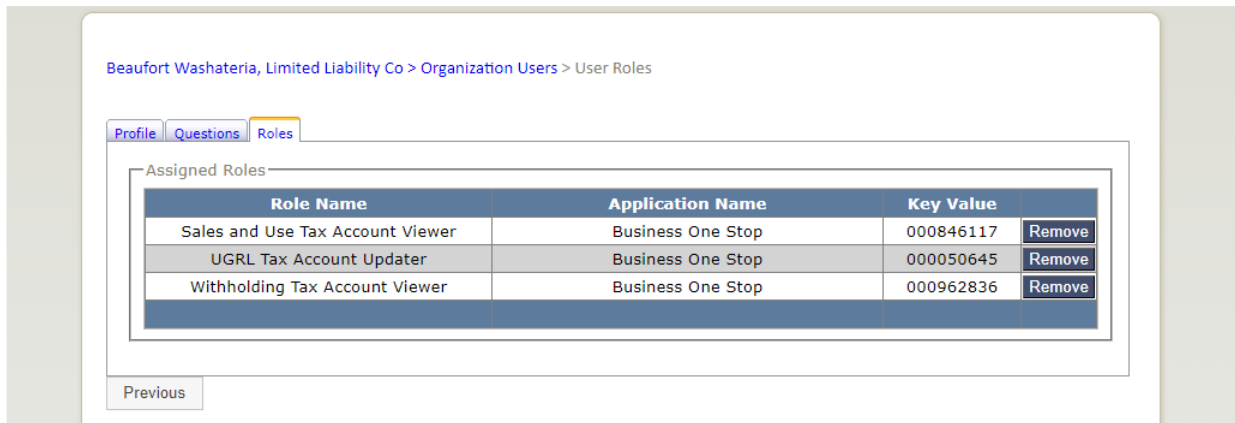 Beaufort Washateria, Limited Liability Co > Organization Users > User Roles
Profile Questions Roles
Assigned Roles
Role Name Application Name Key Value
Sales and Use Tax Account Viewer Business One Stop 000846117 Remove
UGRL Tax Account Updater Business One Stop 000050645 Remove
Withholding Tax Account Viewer Business One Stop 000962836 Remove
Previous